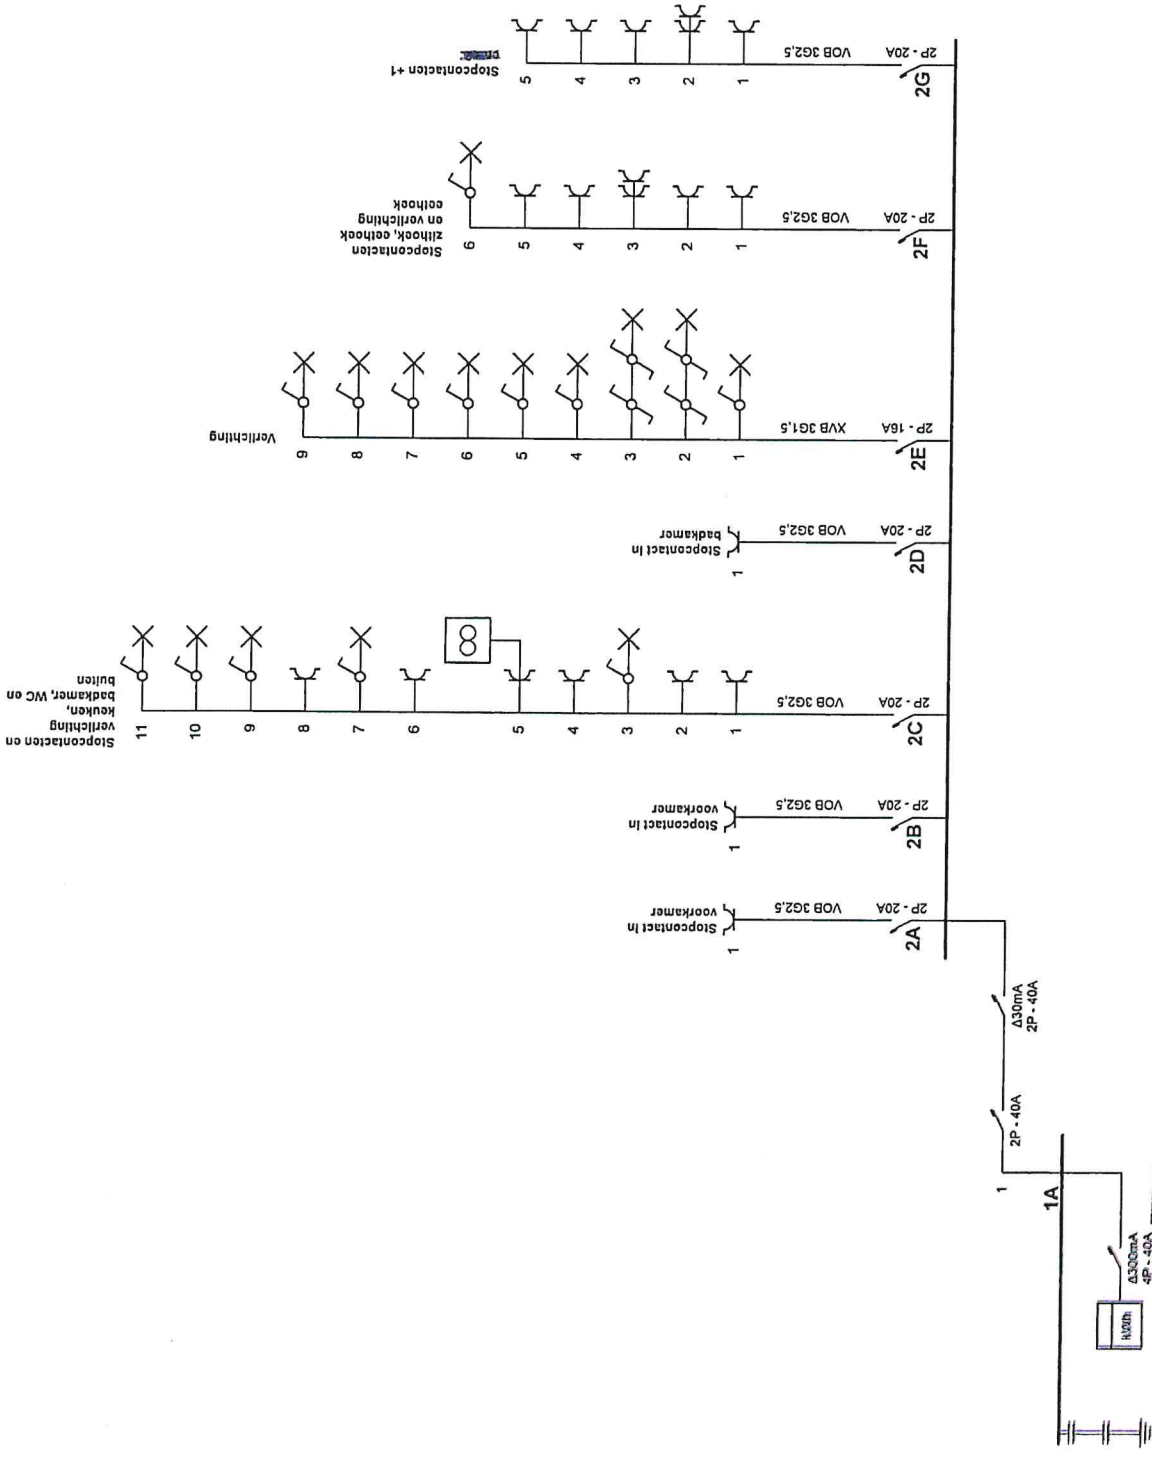 Stopcontacten +1
5
4
3
2
1
VOB 3G2,5
2P - 20A
2G
Stopcontacten
zithoek, eethoek
en verlichting
eethoek
6
5
4
3
2
1
VOB 3G2,5
2P - 20A
2F
Verlichting
9
8
7
6
5
4
3
2
1
XVB 3G1,5
2P - 16A
2E
Stopcontact in
badkamer
1
VOB 3G2,5
2P - 20A
2D
Stopcontacten en
verlichting
keuken,
badkamer, WC en
buiten
11
10
9
8
7
6
5
4
3
2
1
VOB 3G2,5
2P - 20A
2C
Stopcontact in
voorkamer
1
VOB 3G2,5
2P - 20A
2B
Stopcontact in
voorkamer
1
VOB 3G2,5
2P - 20A
2A
Δ30mA
2P - 40A
2P - 40A
1
1A
Δ300mA
4P - 40A
kWh